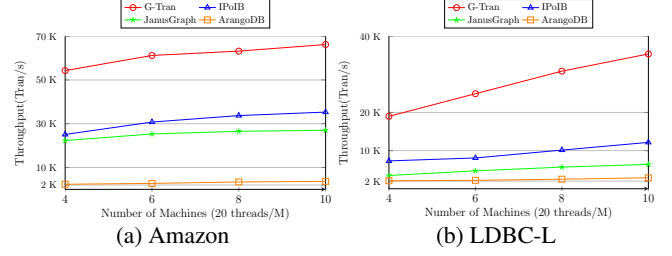 G-Tran IPoIB
JanusGraph ArangoDB
70 K
50 K
30 K
10 K
2 K
Throughput(Tran/s)
4 6 8 10
Number of Machines (20 threads/M)
(a) Amazon
G-Tran IPoIB
JanusGraph ArangoDB
40 K
20 K
10 K
2 K
Throughput(Tran/s)
4 6 8 10
Number of Machines (20 threads/M)
(b) LDBC-L